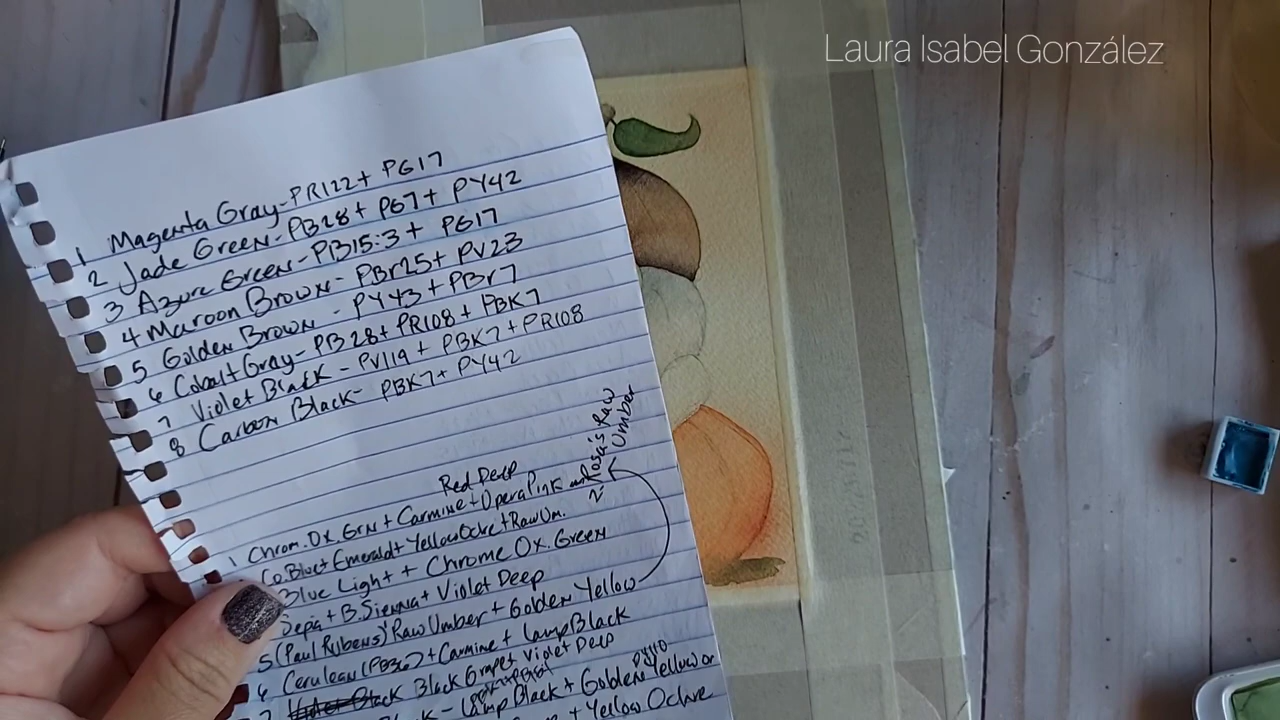 Laura Isabel González
1 Magenta Gray-PR122+ PG17
2 Jade Green-PB28+ PG7+ PY42
3 Azure Green-PB15:3+ PG17
4 Maroon Brown- PBr25+ PV23
5 Golden Brown - PY43+PBr7
6 Cobalt Gray-PB28+PR108+PBK7
7 Violet Black-PV119+PBK7+PR108
8 Carbon Black-PBK7+PY42
Red Deep
1 Chrom.Ox.Grn+Carmine+Opera Pink
Rosa's Raw
Umber
Co.Blue+Emerald+Yellow Ochre+Raw Um.
Blue Light + Chrome Ox.Green
Sepia+B.Sienna+Violet Deep
5 (Paul Rubens) Raw Umber+Golden Yellow
6 Cerulean(PB36)+Carmine+Lamp Black
7 Black Grape+Violet Deep
Black-Lamp Black+Golden Yellow or
PY110
+Yellow Ochre